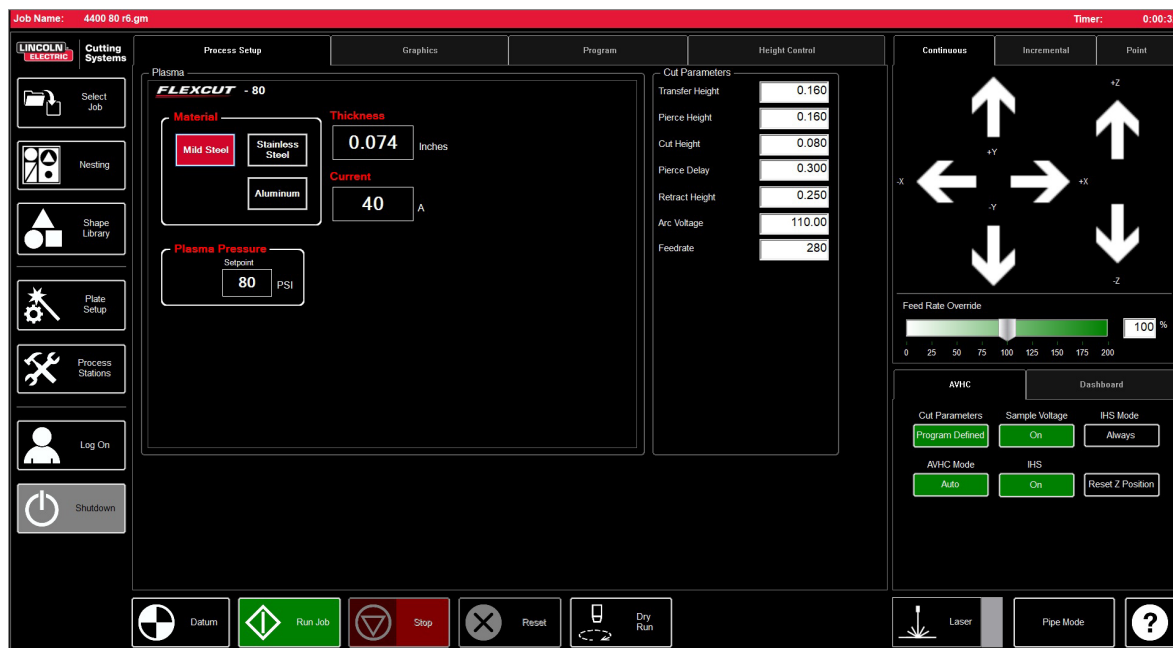 Job Name: 4400 80 r6.gm
Timer: 0:00:3
LINCOLN ELECTRIC
Cutting Systems
Select Job
Nesting
Shape Library
Plate Setup
Process Stations
Log On
Shutdown
Process Setup
Graphics
Program
Height Control
Plasma
FLEXCUT - 80
Material
Mild Steel
Stainless Steel
Aluminum
Thickness
0.074 Inches
Current
40 A
Plasma Pressure
Setpoint
80 PSI
Cut Parameters
Transfer Height 0.160
Pierce Height 0.160
Cut Height 0.080
Pierce Delay 0.300
Retract Height 0.250
Arc Voltage 110.00
Feedrate 280
Continuous
Incremental
Point
+Y
-X
+X
-Y
+Z
-Z
Feed Rate Override
100 %
0 25 50 75 100 125 150 175 200
AVHC
Dashboard
Cut Parameters Sample Voltage IHS Mode
Program Defined On Always
AVHC Mode IHS
Auto On Reset Z Position
Datum
Run Job
Stop
Reset
Dry Run
Laser
Pipe Mode
?